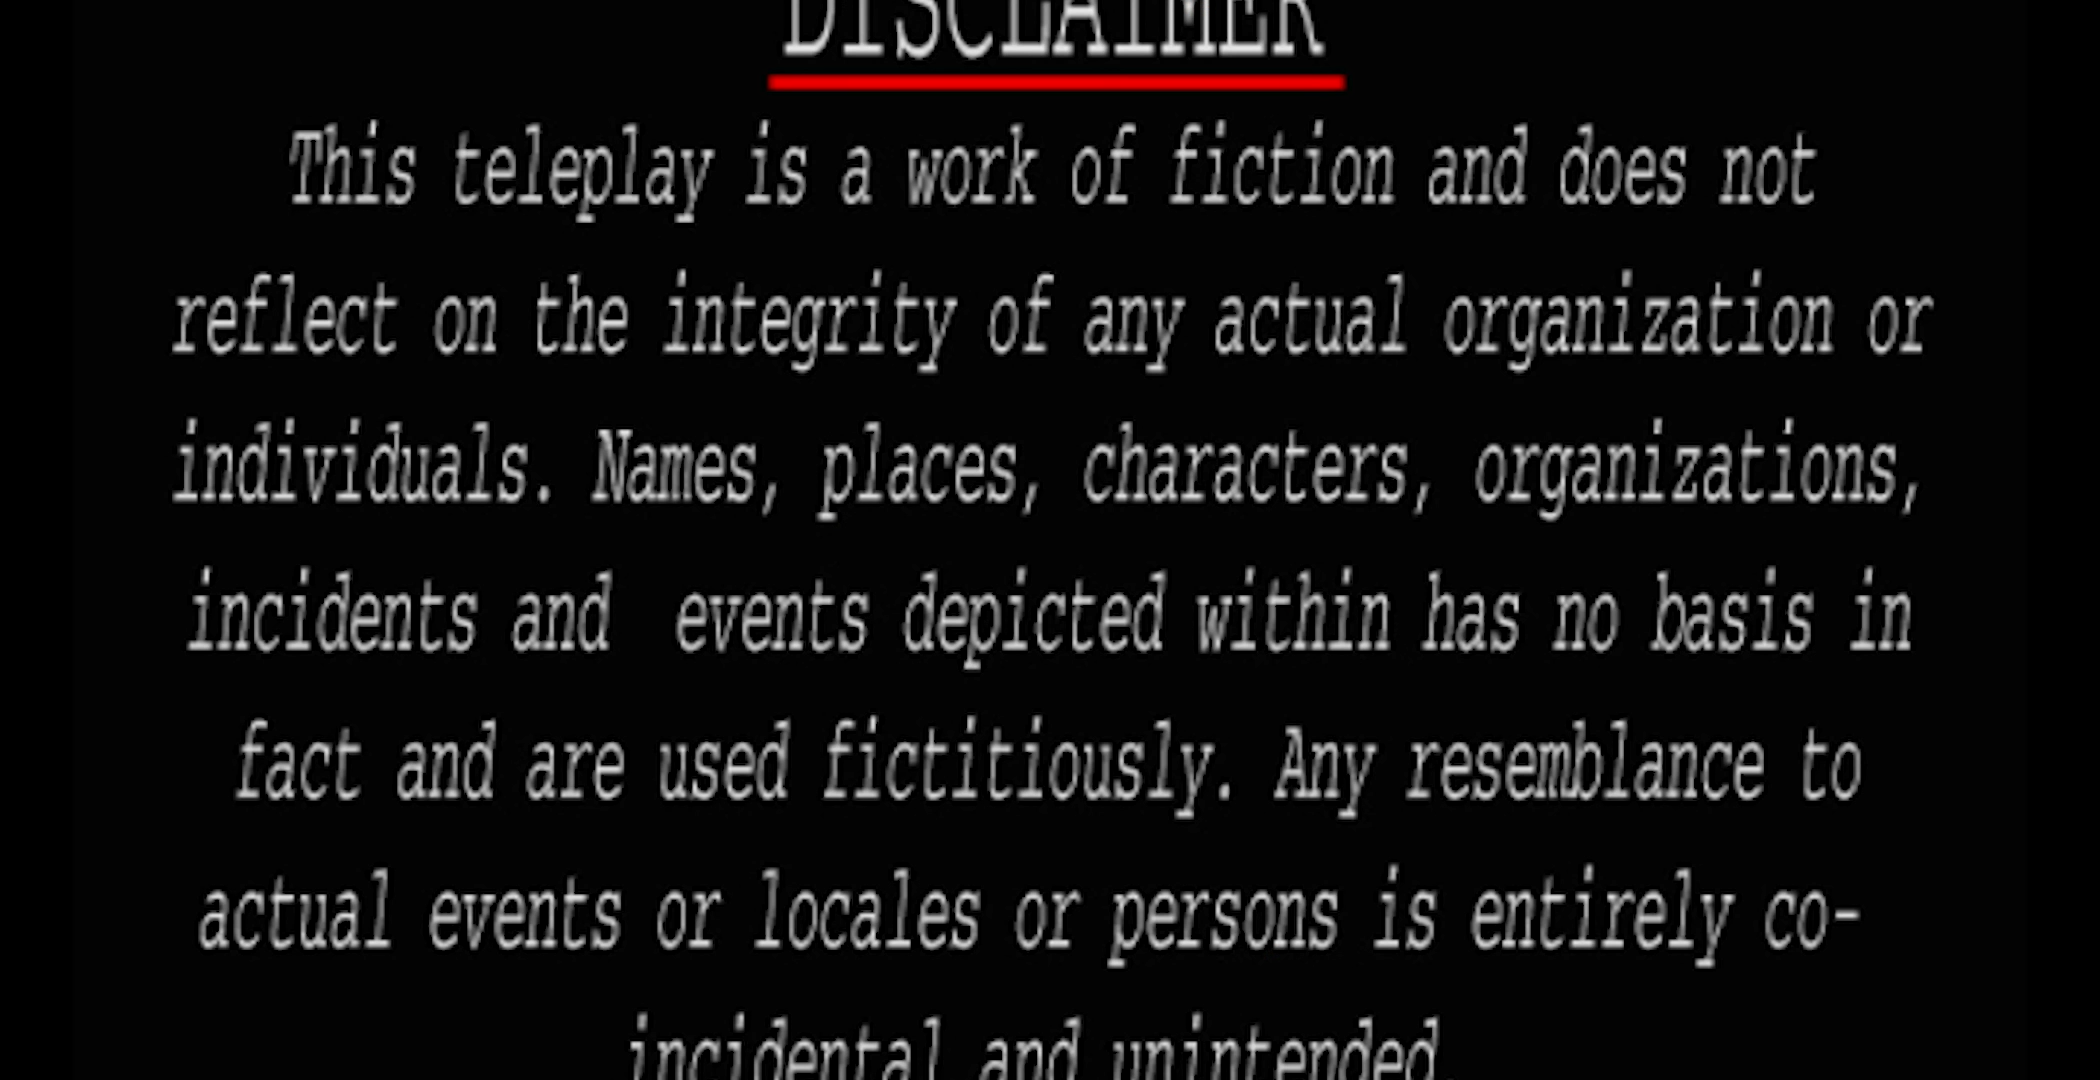 DISCLAIMER
This teleplay is a work of fiction and does not
reflect on the integrity of any actual organization or
individuals. Names, places, characters, organizations,
incidents and  events depicted within has no basis in
fact and are used fictitiously. Any resemblance to
actual events or locales or persons is entirely co-
incidental and unintended.